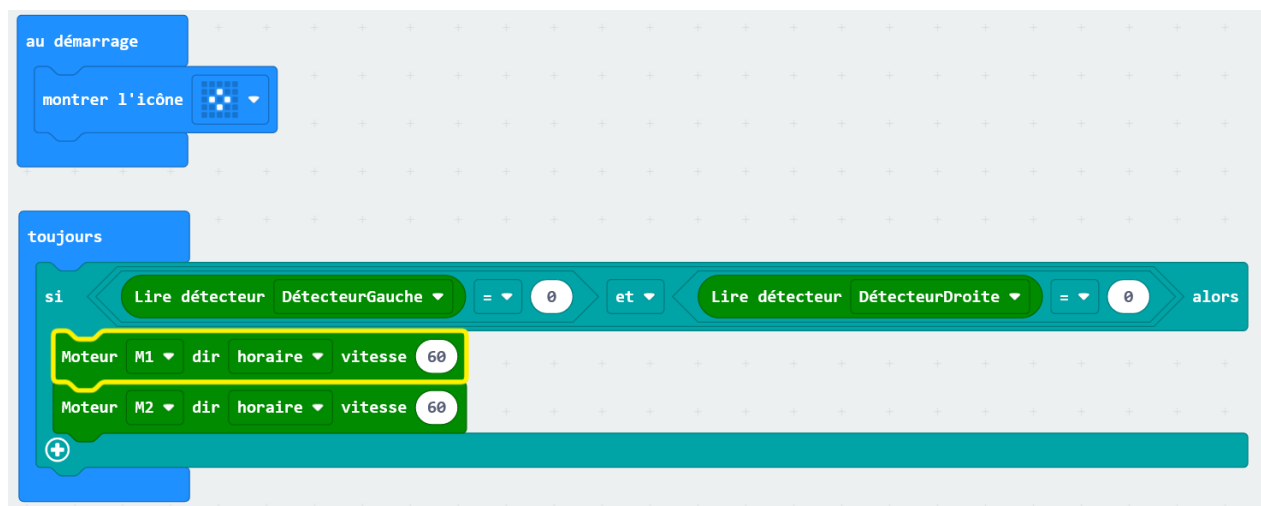 au démarrage
montrer l'icône
toujours
si Lire détecteur DétecteurGauche = 0 et Lire détecteur DétecteurDroite = 0 alors
Moteur M1 dir horaire vitesse 60
Moteur M2 dir horaire vitesse 60